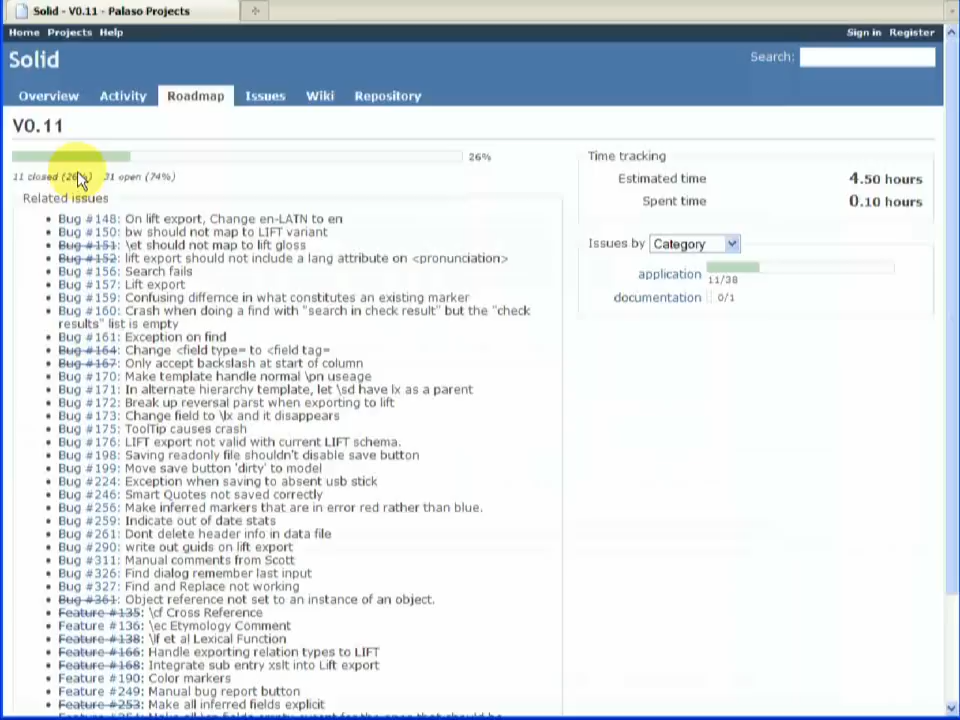 Solid - V0.11 - Palaso Projects
Home Projects Help
Sign in Register
Solid
Search:
Overview Activity Roadmap Issues Wiki Repository
V0.11
26%
11 closed (26%) 31 open (74%)
Related issues
Bug #148: On lift export, Change en-LATN to en
Bug #150: bw should not map to LIFT variant
Bug #151: \et should not map to lift gloss
Bug #152: lift export should not include a lang attribute on <pronunciation>
Bug #156: Search fails
Bug #157: Lift export
Bug #159: Confusing differnce in what constitutes an existing marker
Bug #160: Crash when doing a find with "search in check result" but the "check
results" list is empty
Bug #161: Exception on find
Bug #164: Change <field type= to <field tag=
Bug #167: Only accept backslash at start of column
Bug #170: Make template handle normal \pn useage
Bug #171: In alternate hierarchy template, let \sd have lx as a parent
Bug #172: Break up reversal parst when exporting to lift
Bug #173: Change field to \lx and it disappears
Bug #175: ToolTip causes crash
Bug #176: LIFT export not valid with current LIFT schema.
Bug #198: Saving readonly file shouldn't disable save button
Bug #199: Move save button 'dirty' to model
Bug #224: Exception when saving to absent usb stick
Bug #246: Smart Quotes not saved correctly
Bug #256: Make inferred markers that are in error red rather than blue.
Bug #259: Indicate out of date stats
Bug #261: Dont delete header info in data file
Bug #290: write out guids on lift export
Bug #311: Manual comments from Scott
Bug #326: Find dialog remember last input
Bug #327: Find and Replace not working
Bug #361: Object reference not set to an instance of an object.
Feature #135: \cf Cross Reference
Feature #136: \ec Etymology Comment
Feature #138: \lf et al Lexical Function
Feature #166: Handle exporting relation types to LIFT
Feature #168: Integrate sub entry xslt into Lift export
Feature #190: Color markers
Feature #249: Manual bug report button
Feature #253: Make all inferred fields explicit
Time tracking
Estimated time 4.50 hours
Spent time 0.10 hours
Issues by Category
application 11/38
documentation 0/1